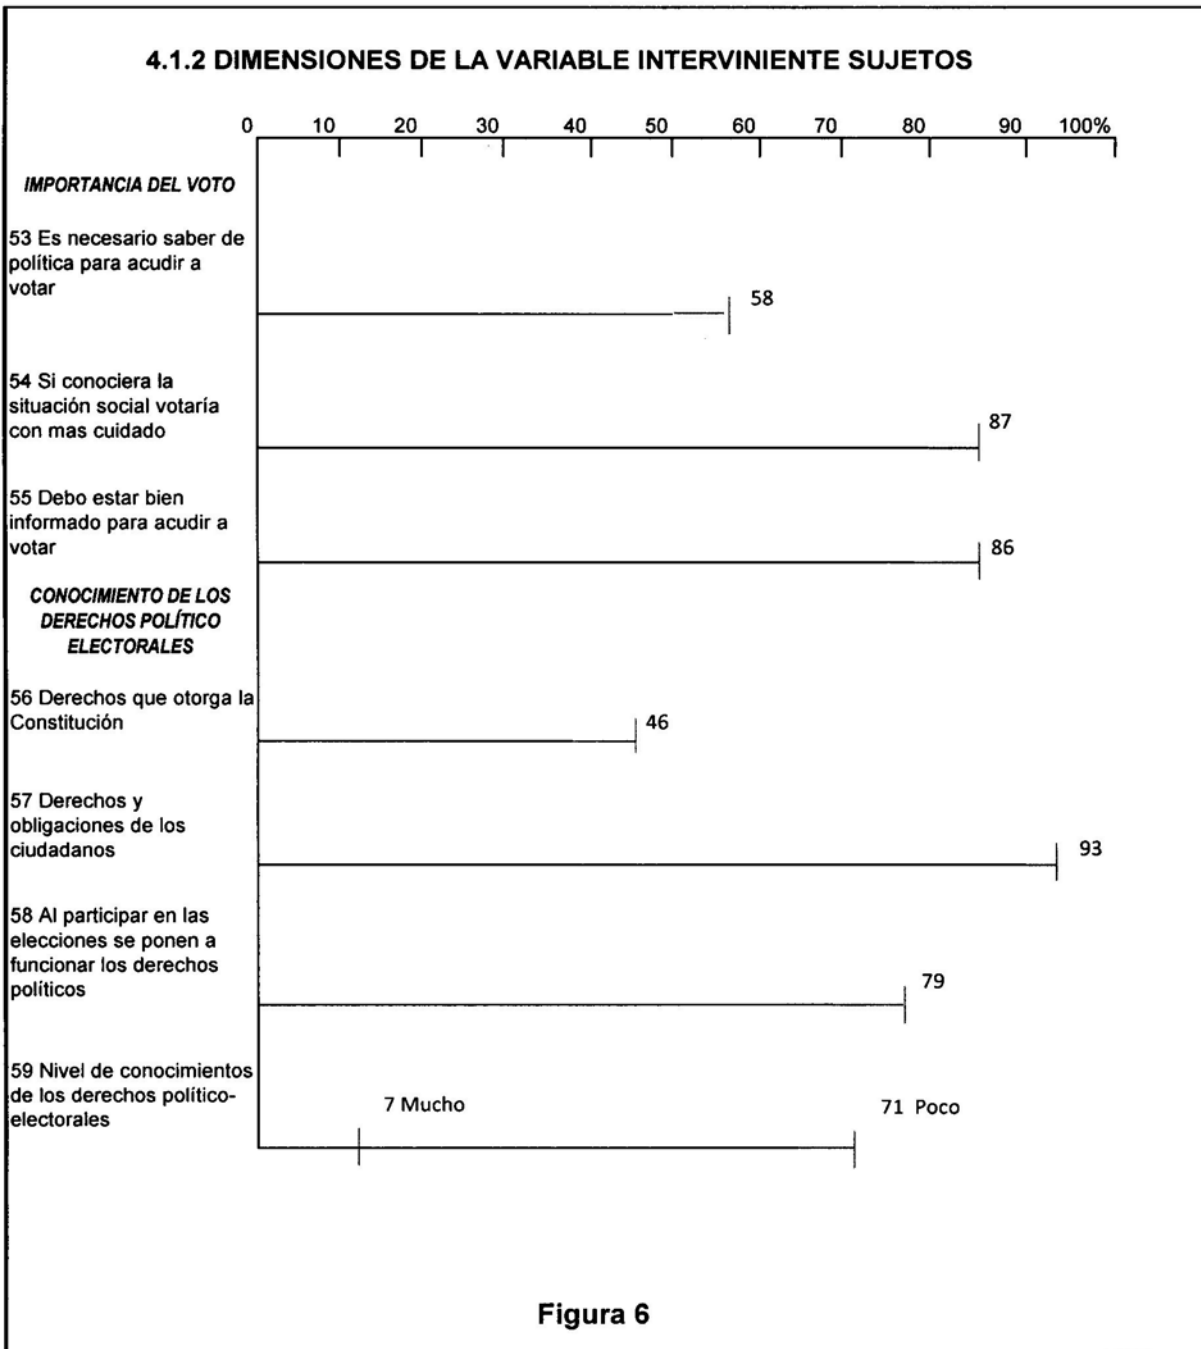 4.1.2 DIMENSIONES DE LA VARIABLE INTERVINIENTE SUJETOS
0 10 20 30 40 50 60 70 80 90 100%
IMPORTANCIA DEL VOTO
53 Es necesario saber de
política para acudir a
votar
58
54 Si conociera la
situación social votaría
con mas cuidado
87
55 Debo estar bien
informado para acudir a
votar
86
CONOCIMIENTO DE LOS
DERECHOS POLÍTICO
ELECTORALES
56 Derechos que otorga la
Constitución
46
57 Derechos y
obligaciones de los
ciudadanos
93
58 Al participar en las
elecciones se ponen a
funcionar los derechos
políticos
79
59 Nivel de conocimientos
de los derechos político-
electorales
7 Mucho
71 Poco
Figura 6